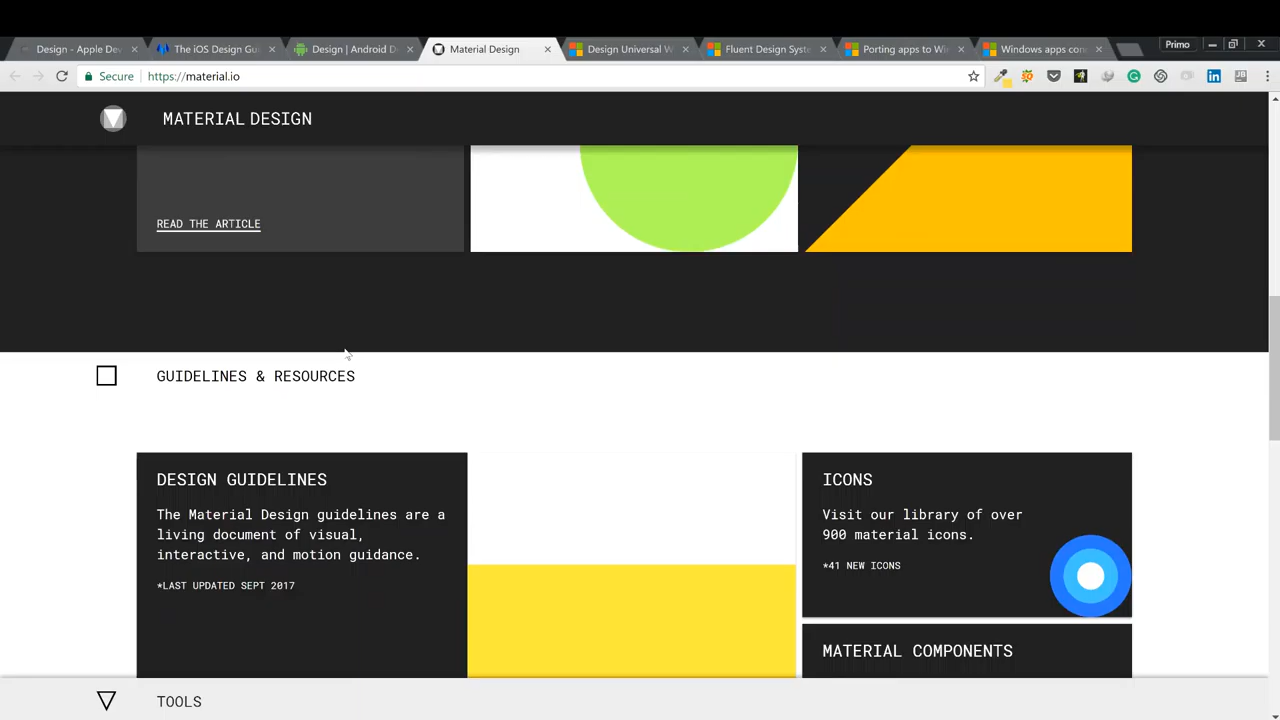 Design - Apple Dev
The iOS Design Gui
Design | Android D
Material Design
Design Universal W
Fluent Design Syste
Porting apps to Wi
Windows apps con
Primo
Secure
https://material.io
MATERIAL DESIGN
READ THE ARTICLE
GUIDELINES & RESOURCES
DESIGN GUIDELINES
The Material Design guidelines are a
living document of visual,
interactive, and motion guidance.
*LAST UPDATED SEPT 2017
ICONS
Visit our library of over
900 material icons.
*41 NEW ICONS
MATERIAL COMPONENTS
TOOLS